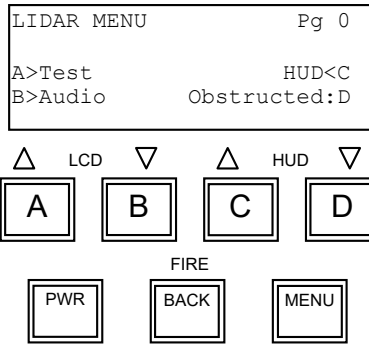 LIDAR MENU Pg 0
A>Test HUD<C
B>Audio Obstructed:D
△ LCD ▽ △ HUD ▽
A B C D
FIRE
PWR BACK MENU